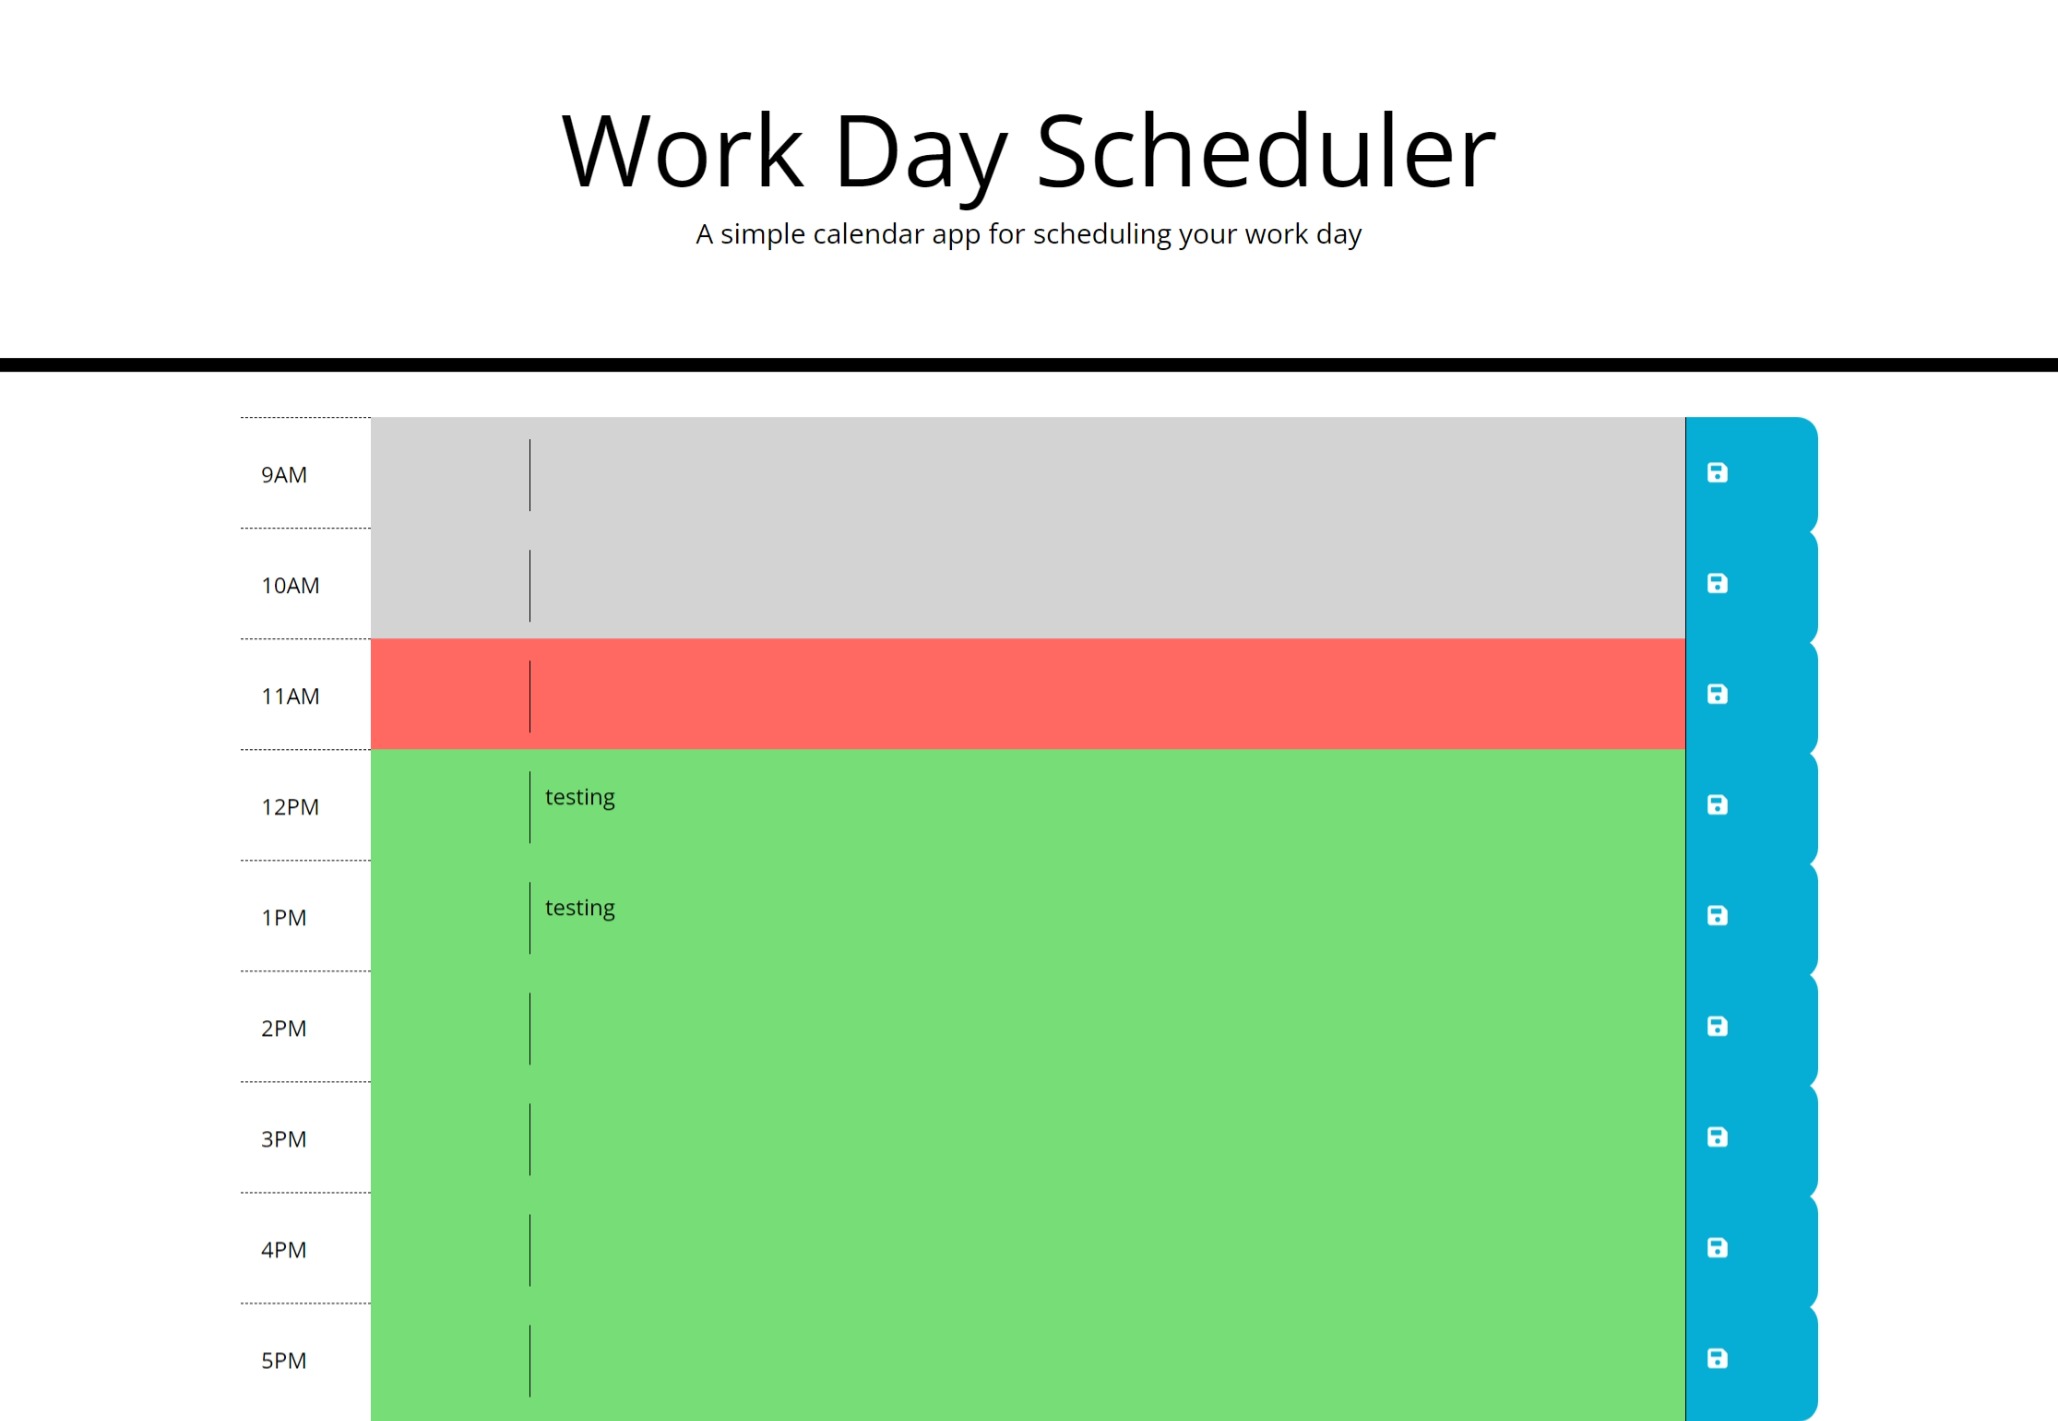 Work Day Scheduler
A simple calendar app for scheduling your work day
9AM
10AM
11AM
12PM testing
1PM testing
2PM
3PM
4PM
5PM